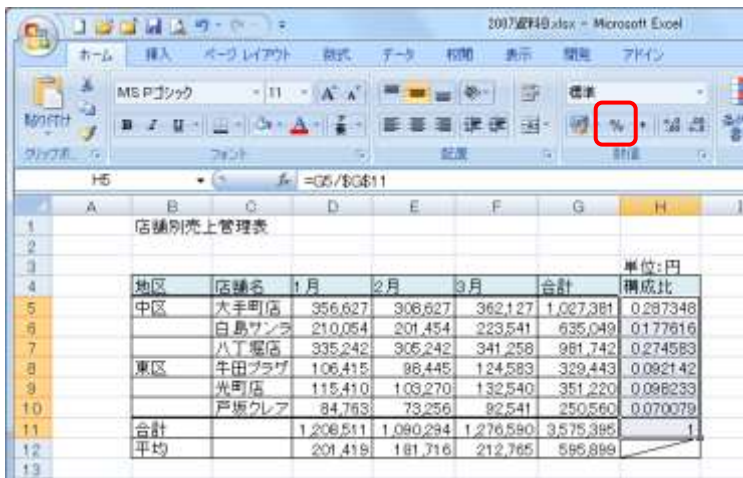 2007資料B.xlsx - Microsoft Excel
ホーム 挿入 ページ レイアウト 数式 データ 校閲 表示 開発 アドイン
MS Pゴシック 11 A A 標準
貼り付け B I U A %
クリップボ... フォント 配置 数値
H5 fx =G5/$G$11
A B C D E F G H I
1 店舗別売上管理表
2
3 単位:円
4 地区 店舗名 1月 2月 3月 合計 構成比
5 中区 大手町店 356,627 308,627 362,127 1,027,381 0.287348
6 白島サンラ 210,054 201,454 223,541 635,049 0.177616
7 八丁堀店 335,242 305,242 341,258 981,742 0.274583
8 東区 牛田プラザ 106,415 98,445 124,583 329,443 0.092142
9 光町店 115,410 103,270 132,540 351,220 0.098233
10 戸坂クレア 84,763 73,256 92,541 250,560 0.070079
11 合計 1,208,511 1,090,294 1,276,590 3,575,395 1
12 平均 201,419 181,716 212,765 595,899
13